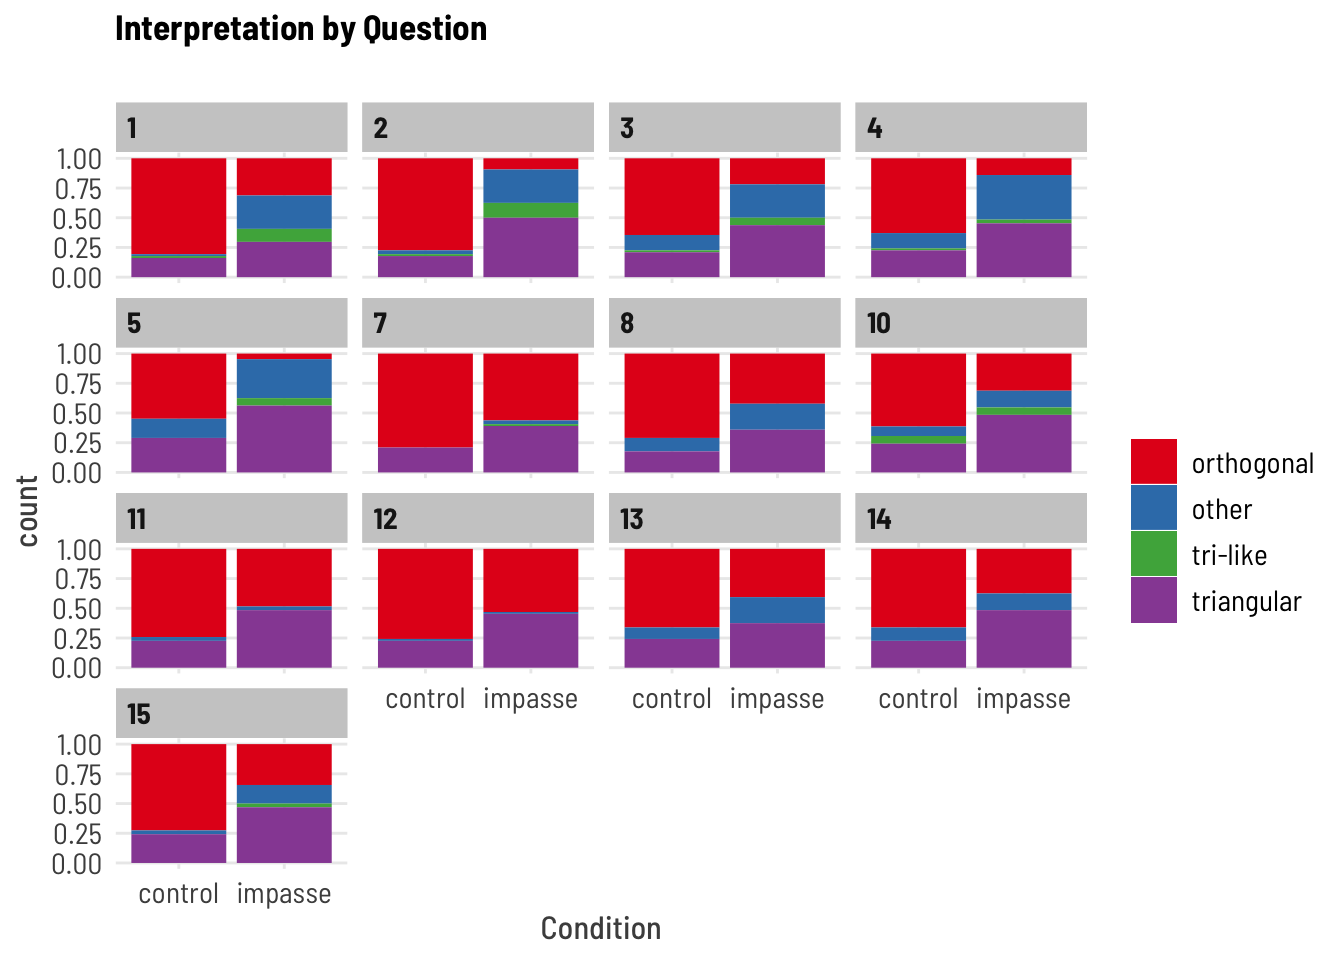 Interpretation by Question
1 2 3 4
1.00
0.75
0.50
0.25
0.00
5 7 8 10
1.00
0.75
0.50
0.25
0.00
11 12 13 14
1.00
0.75
0.50
0.25
0.00
control impasse control impasse control impasse
15
1.00
0.75
0.50
0.25
0.00
control impasse
Condition
count
orthogonal
other
tri-like
triangular